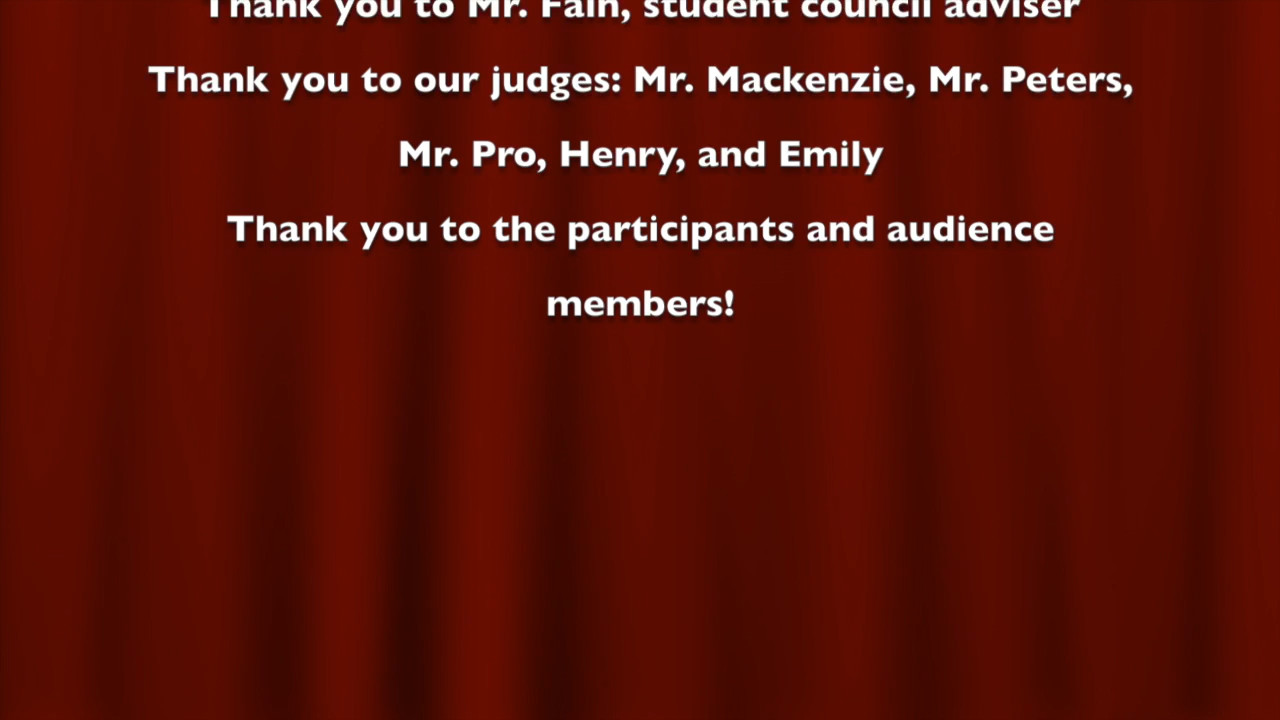 Thank you to Mr. Fain, student council adviser
Thank you to our judges: Mr. Mackenzie, Mr. Peters,
Mr. Pro, Henry, and Emily
Thank you to the participants and audience
members!